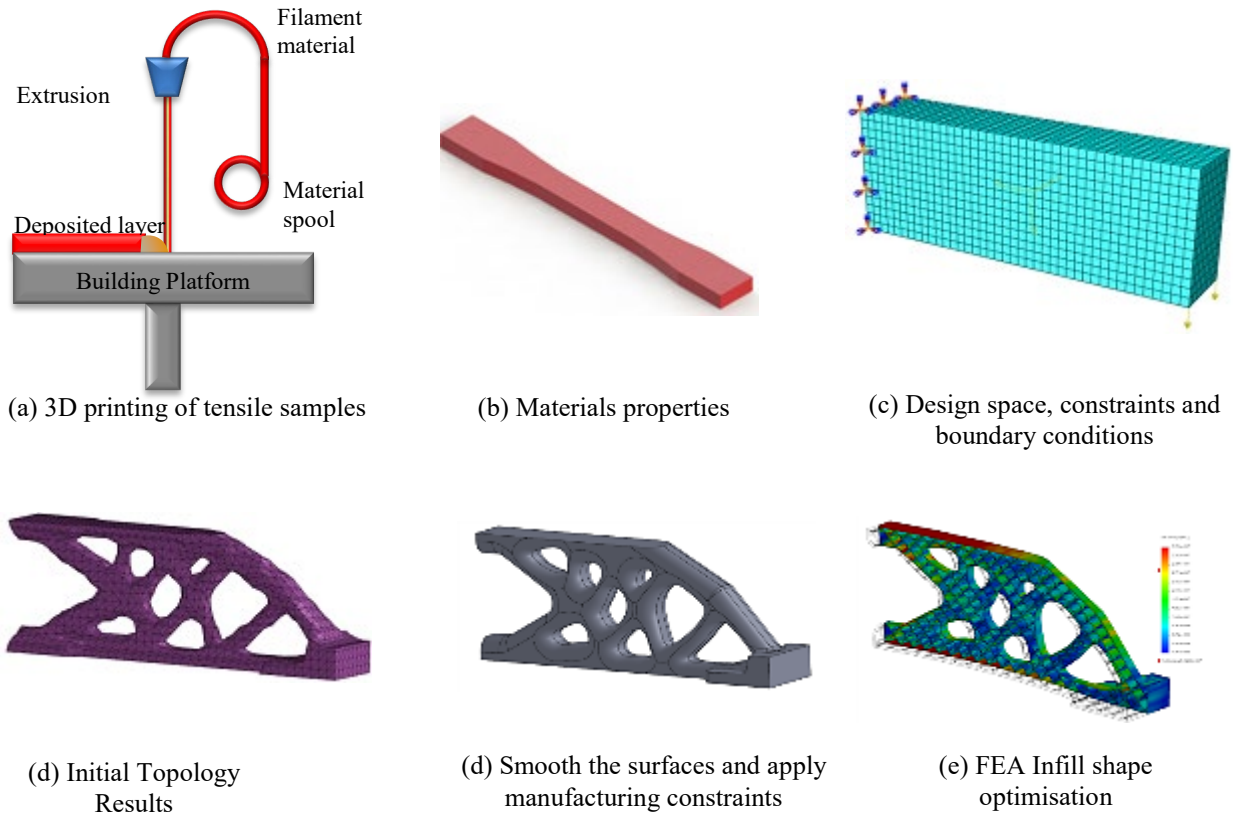 Filament
material
Extrusion
Material
spool
Deposited layer
Building Platform
(a) 3D printing of tensile samples
(b) Materials properties
(c) Design space, constraints and
boundary conditions
(d) Initial Topology
Results
(d) Smooth the surfaces and apply
manufacturing constraints
(e) FEA Infill shape
optimisation